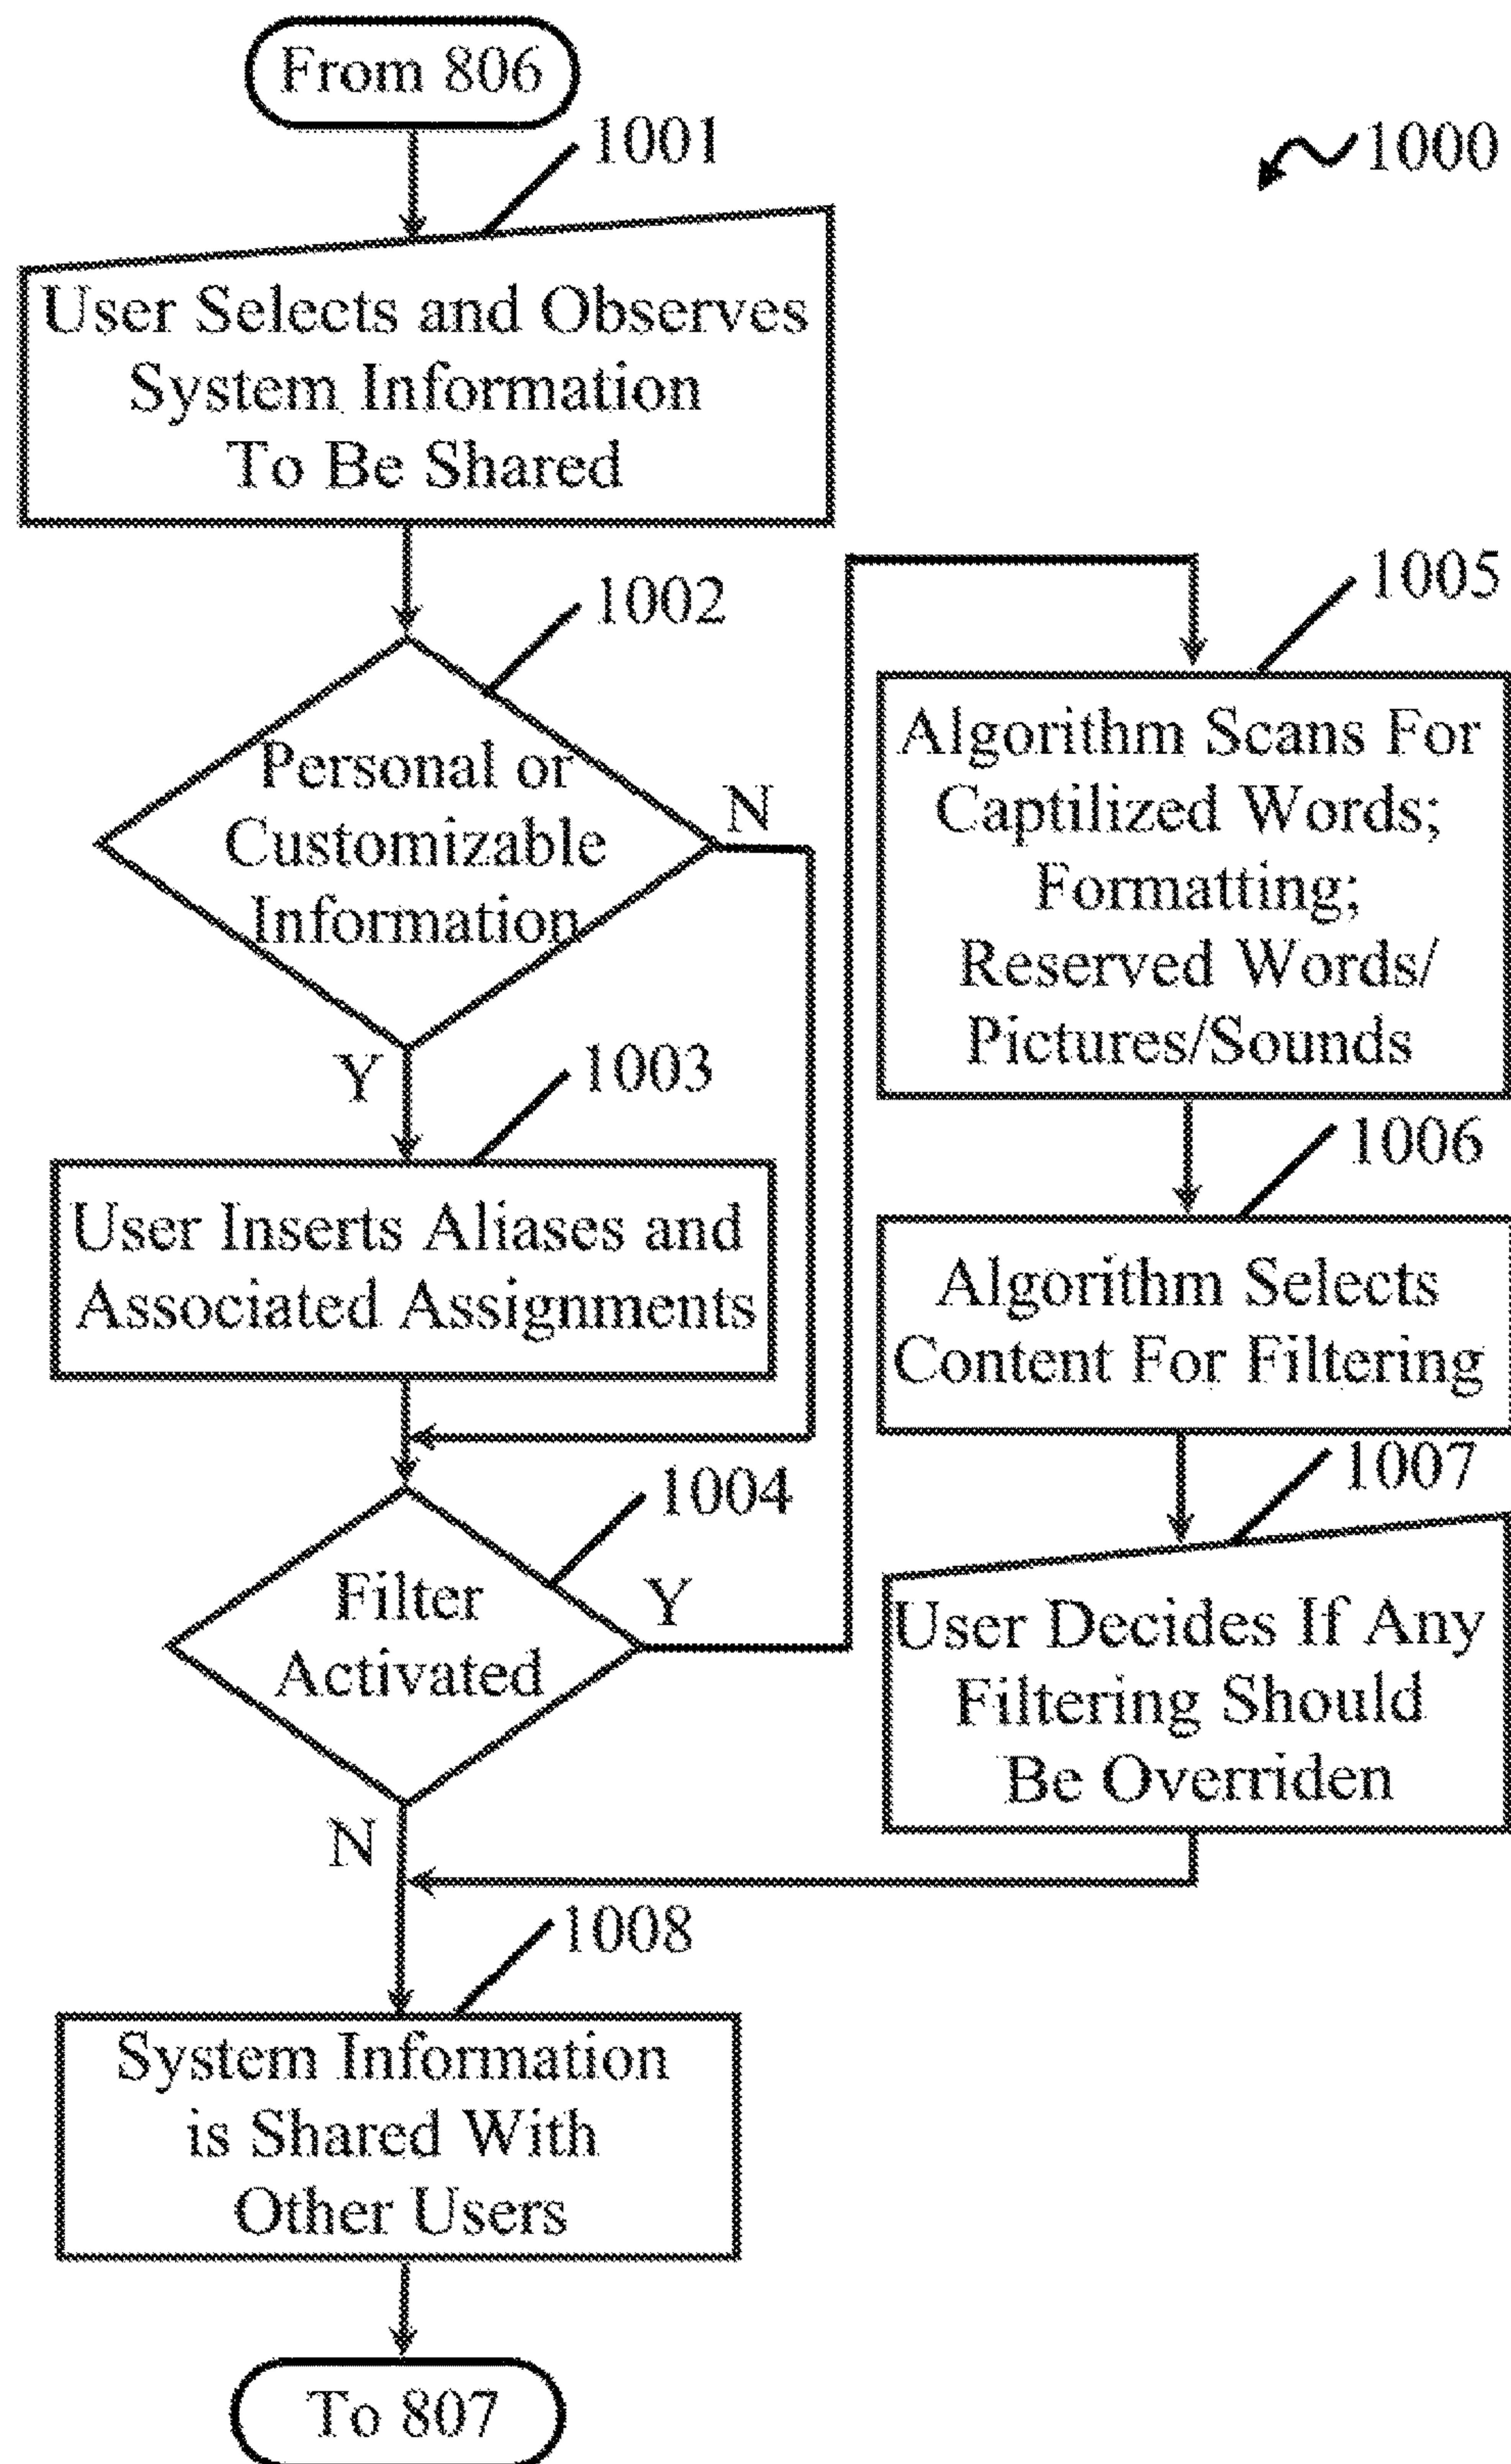 From 806
1001
1000
User Selects and Observes
System Information
To Be Shared
1002
Personal or
Customizable
Information
N
Y
1003
User Inserts Aliases and
Associated Assignments
1004
Filter
Activated
Y
N
1005
Algorithm Scans For
Captilized Words;
Formatting;
Reserved Words/
Pictures/Sounds
1006
Algorithm Selects
Content For Filtering
1007
User Decides If Any
Filtering Should
Be Overriden
1008
System Information
is Shared With
Other Users
To 807